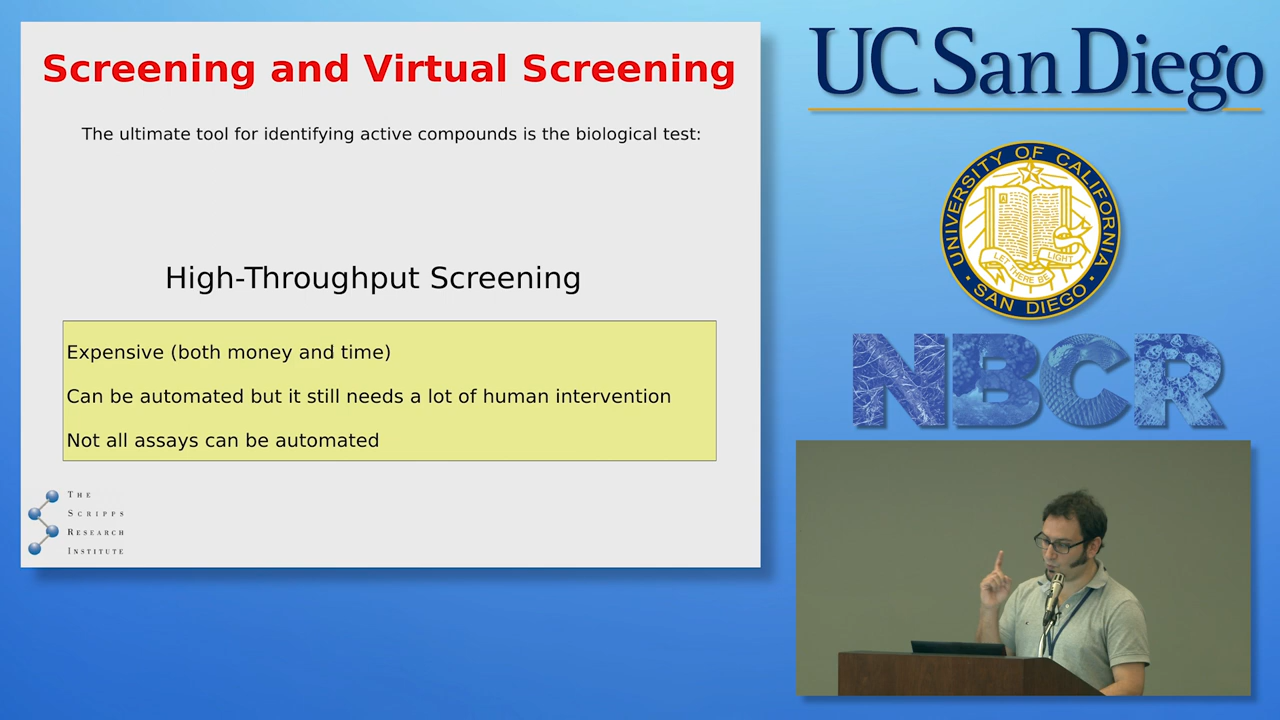 Screening and Virtual Screening
The ultimate tool for identifying active compounds is the biological test:
High-Throughput Screening
Expensive (both money and time)
Can be automated but it still needs a lot of human intervention
Not all assays can be automated
THE
SCRIPPS
RESEARCH
INSTITUTE
UC San Diego
UNIVERSITY OF CALIFORNIA
LET THERE BE LIGHT
SAN DIEGO
NBCR